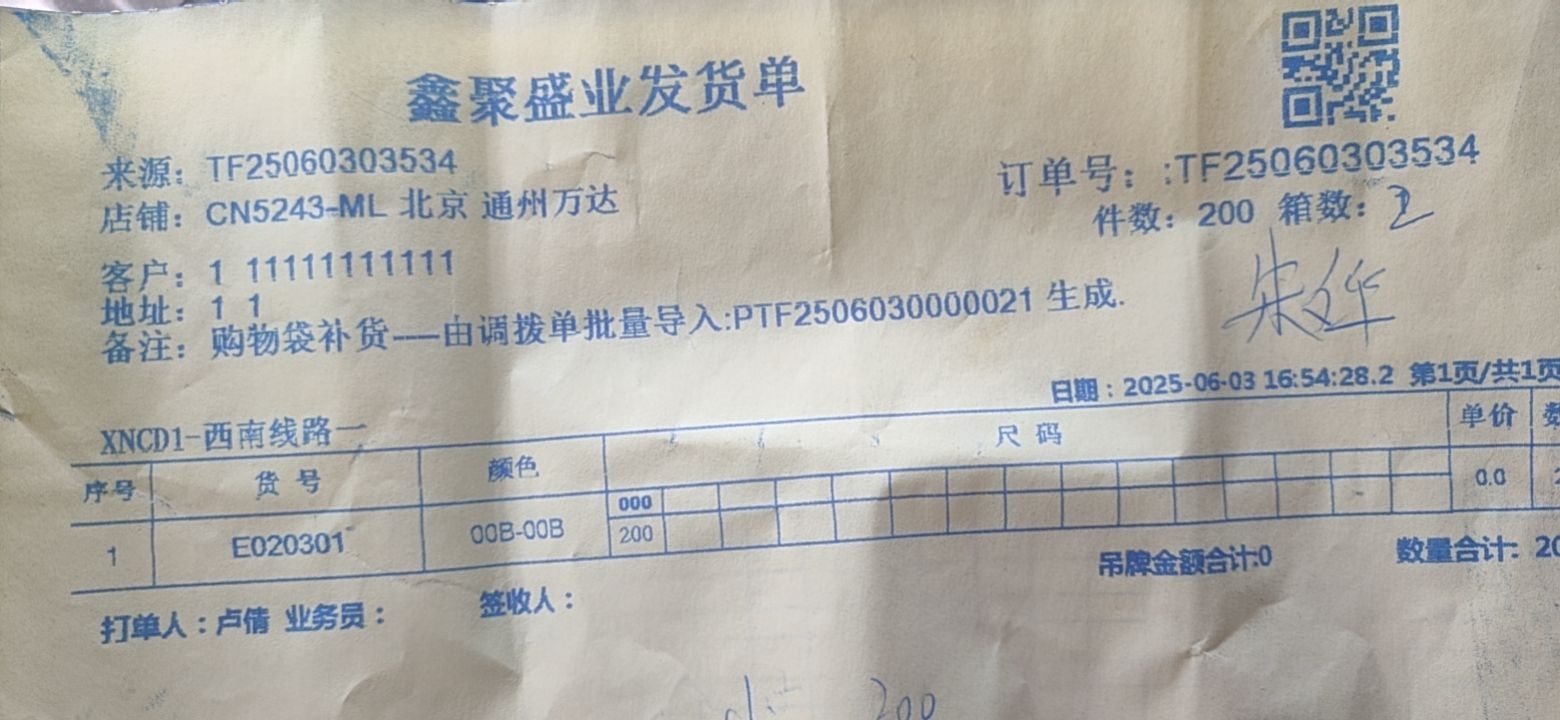 鑫聚盛业发货单
来源：TF25060303534
订单号：:TF25060303534
店铺：CN5243-ML 北京 通州万达
件数：200 箱数：2
客户：1 11111111111
地址：1 1
备注：购物袋补货——由调拨单批量导入:PTF2506030000021 生成.
日期：2025-06-03 16:54:28.2 第1页/共1页
XNCD1-西南线路一
序号 货号 颜色 尺码 单价
000
1 E020301 00B-00B 200 0.0
吊牌金额合计:0 数量合计: 20
打单人：卢倩 业务员： 签收人：
200